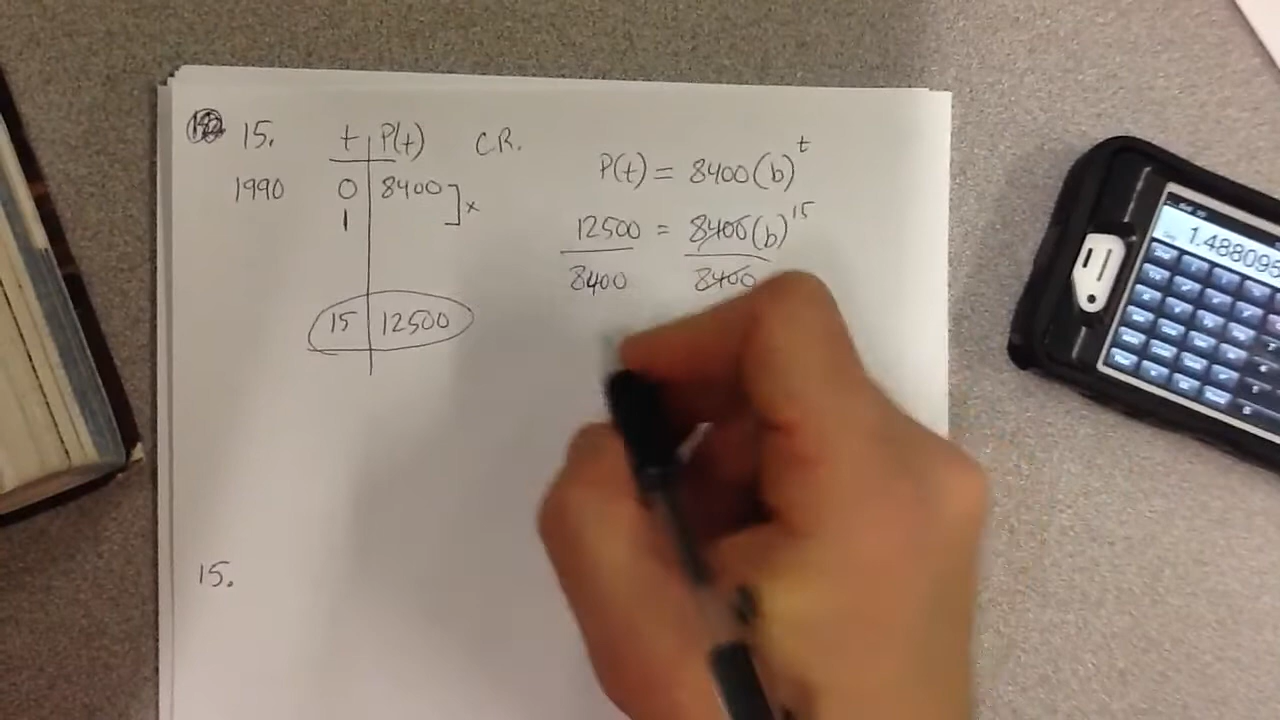 15. t P(t) C.R.
1990 0 8400 ] x
1
15 12500
P(t) = 8400(b)^t
12500 = 8400(b)^15
8400 8400
15.
1.488095